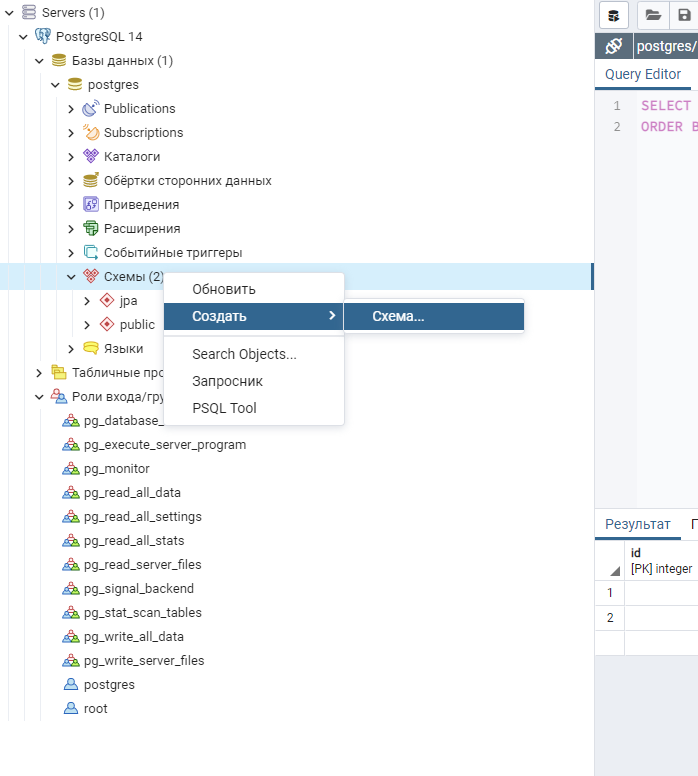 Servers (1)
PostgreSQL 14
Базы данных (1)
postgres
Publications
Subscriptions
Каталоги
Обёртки сторонних данных
Приведения
Расширения
Событийные триггеры
Схемы (2)
jpa
public
Языки
Табличные про
Роли входа/гру
pg_database_
pg_execute_server_program
pg_monitor
pg_read_all_data
pg_read_all_settings
pg_read_all_stats
pg_read_server_files
pg_signal_backend
pg_stat_scan_tables
pg_write_all_data
pg_write_server_files
postgres
root
Обновить
Создать
Схема...
Search Objects...
Запросник
PSQL Tool
postgres/
Query Editor
1 SELECT
2 ORDER B
Результат
id
[PK] integer
1
2